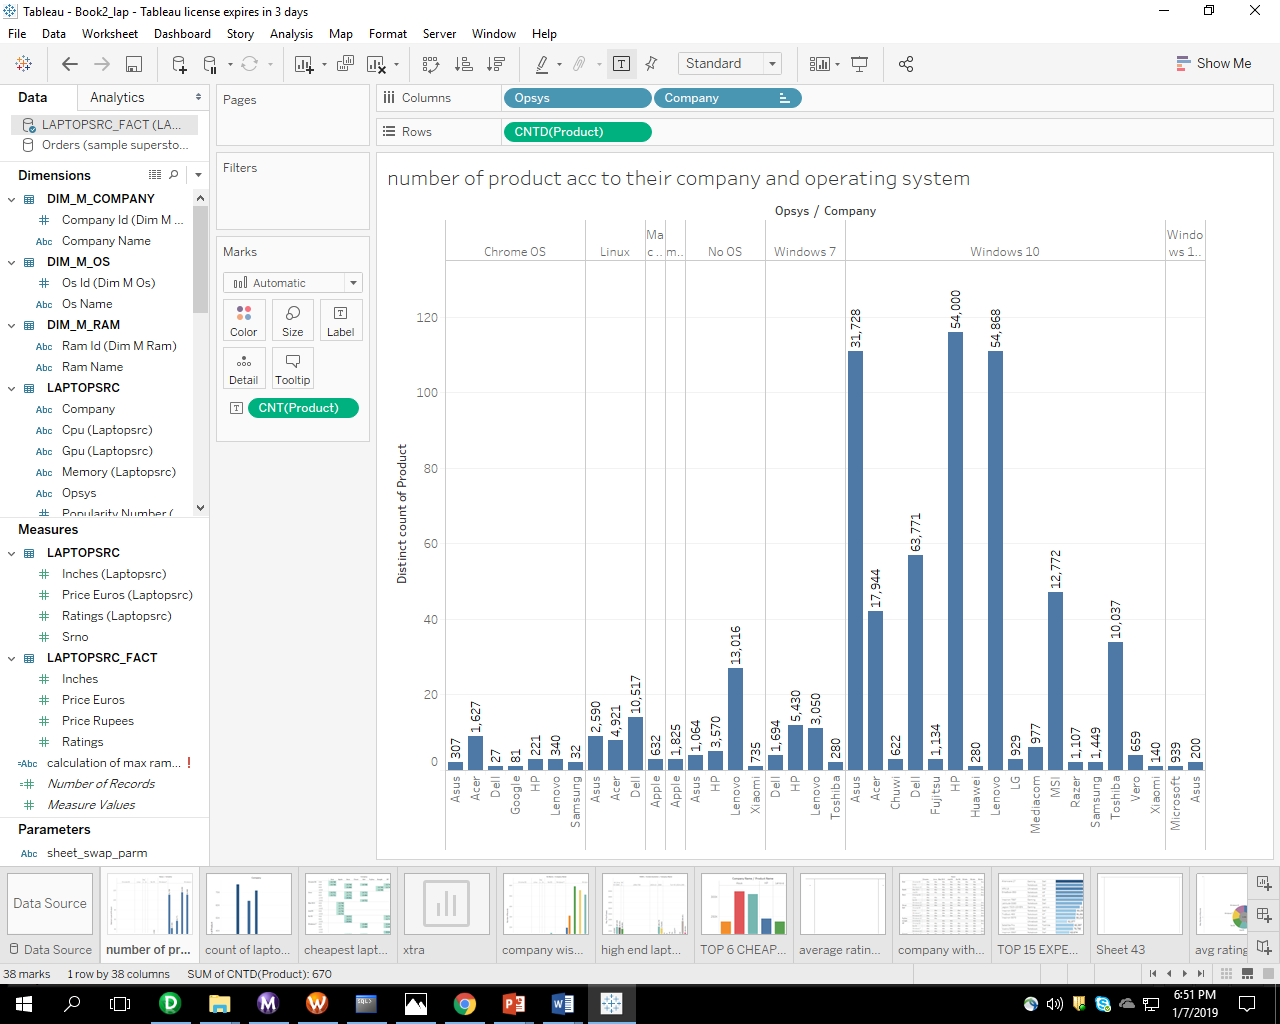 Tableau - Book2_lap - Tableau license expires in 3 days
File Data Worksheet Dashboard Story Analysis Map Format Server Window Help
Standard
Show Me
Data Analytics
LAPTOPSRC_FACT (LA...
Orders (sample supersto...
Dimensions
DIM_M_COMPANY
Company Id (Dim M ...
Abc Company Name
DIM_M_OS
Os Id (Dim M Os)
Abc Os Name
DIM_M_RAM
Abc Ram Id (Dim M Ram)
Abc Ram Name
LAPTOPSRC
Abc Company
Abc Cpu (Laptopsrc)
Abc Gpu (Laptopsrc)
Abc Memory (Laptopsrc)
Abc Opsys
Popularity Number (
Measures
LAPTOPSRC
Inches (Laptopsrc)
Price Euros (Laptopsrc)
Ratings (Laptopsrc)
Srno
LAPTOPSRC_FACT
Inches
Price Euros
Price Rupees
Ratings
=Abc calculation of max ram... !
Number of Records
Measure Values
Parameters
Abc sheet_swap_parm
Pages
Filters
Marks
Automatic
Color Size Label
Detail Tooltip
CNT(Product)
Columns Opsys Company
Rows CNTD(Product)
number of product acc to their company and operating system
Opsys / Company
Chrome OS Linux Mac .. m.. No OS Windows 7 Windows 10 Windows 1..
Distinct count of Product
120
100
80
60
40
20
0
307 1,627 27 81 221 340 32 2,590 4,921 10,517 632 1,825 1,064 3,570 13,016 735 1,694 5,430 3,050 280 31,728 17,944 622 63,771 1,134 54,000 280 54,868 929 977 12,772 1,107 1,449 10,037 659 140 939 200
Asus Acer Dell Google HP Lenovo Samsung Asus Acer Dell Apple Apple Asus HP Lenovo Xiaomi Dell HP Lenovo Toshiba Asus Acer Chuwi Dell Fujitsu HP Huawei Lenovo LG Mediacom MSI Razer Samsung Toshiba Vero Xiaomi Microsoft Asus
Data Source
Data Source number of pr... count of lapto... cheapest lapt... xtra company wis... high end lapt... TOP 6 CHEAP... average ratin... company with... TOP 15 EXPE... Sheet 43 avg rating
38 marks 1 row by 38 columns SUM of CNTD(Product): 670
6:51 PM
1/7/2019